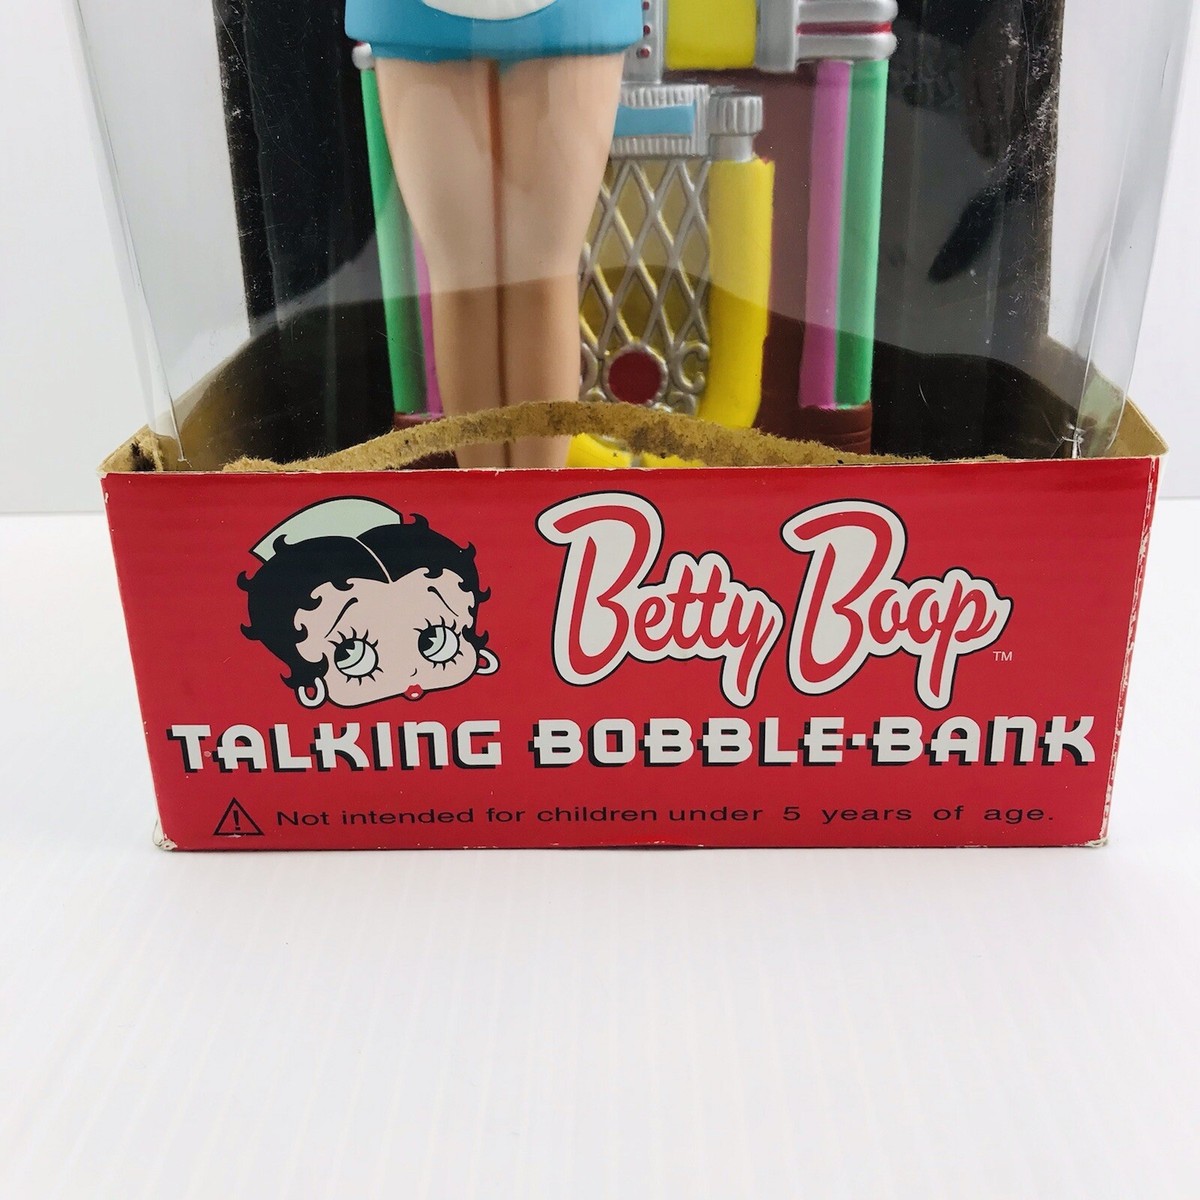 Betty Boop™
TALKING BOBBLE-BANK
Not intended for children under 5 years of age.